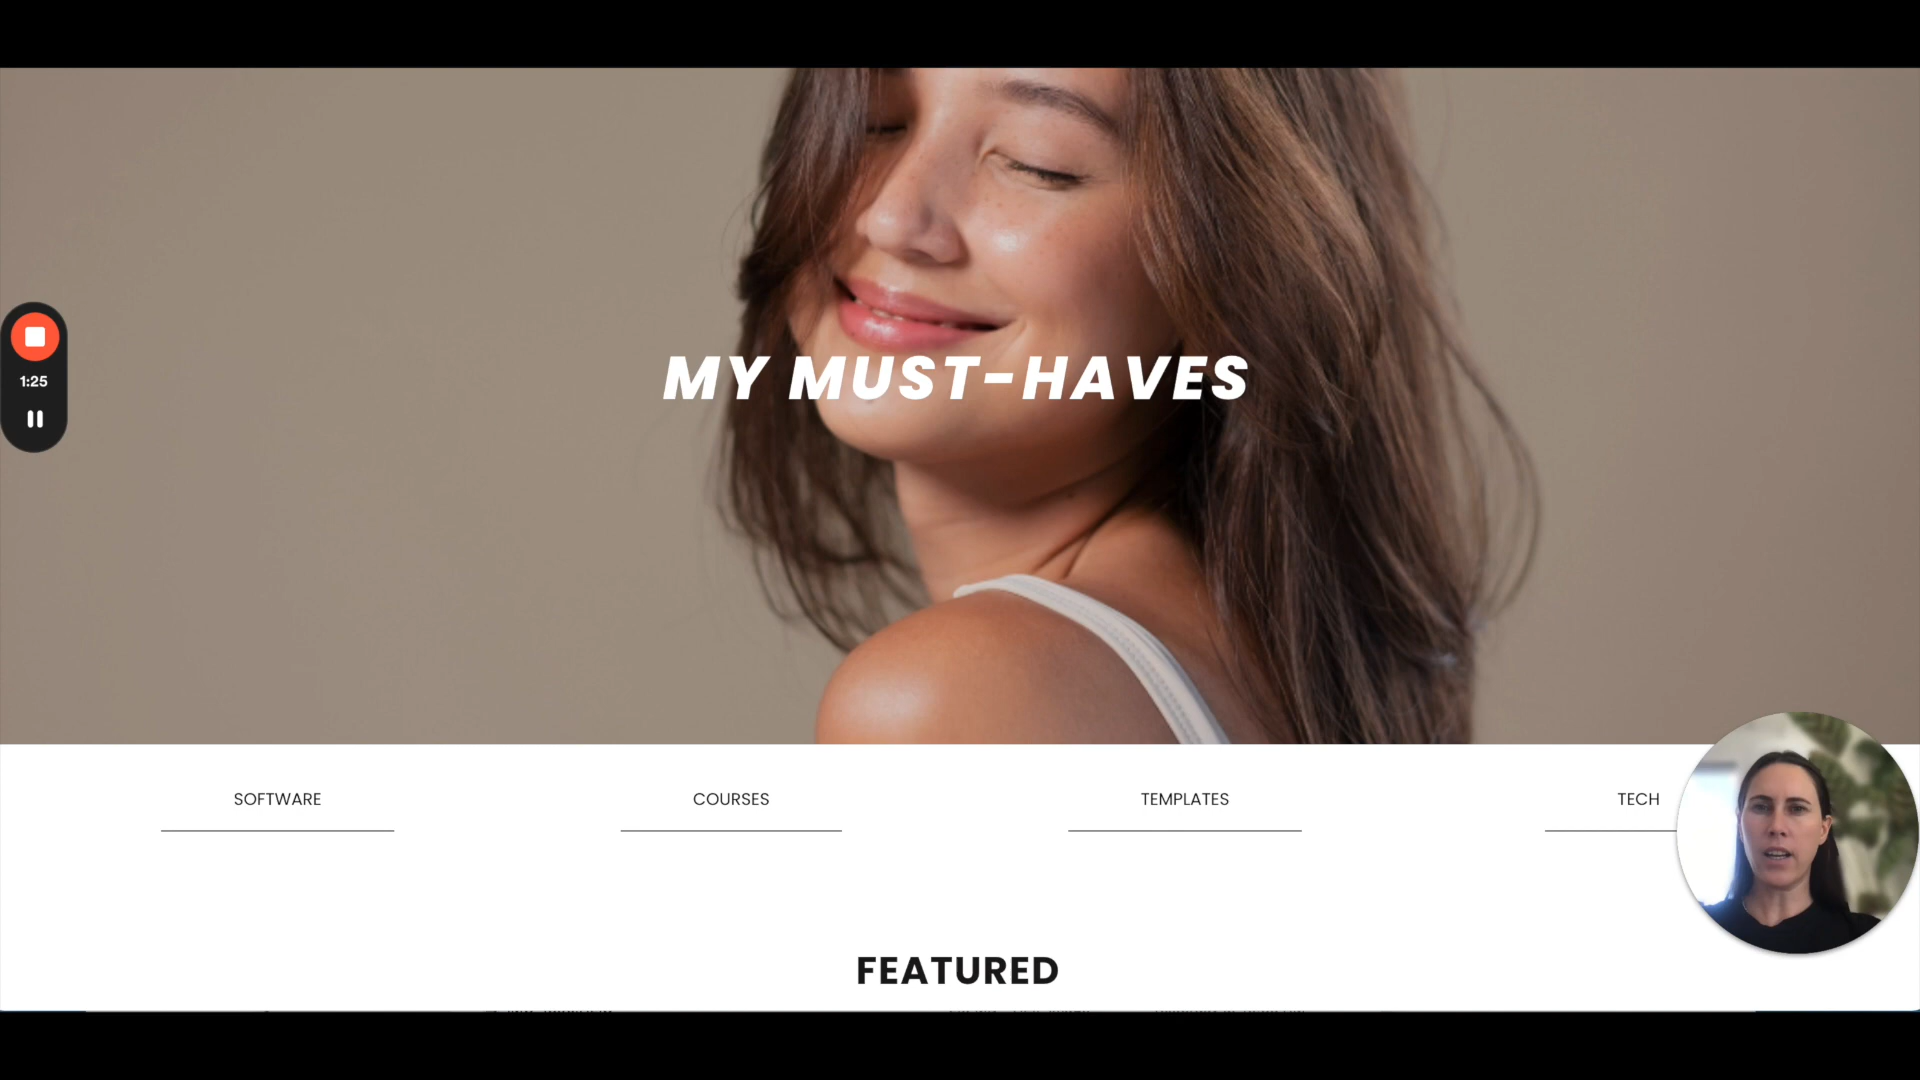 MY MUST-HAVES
1:25
SOFTWARE
COURSES
TEMPLATES
TECH
FEATURED